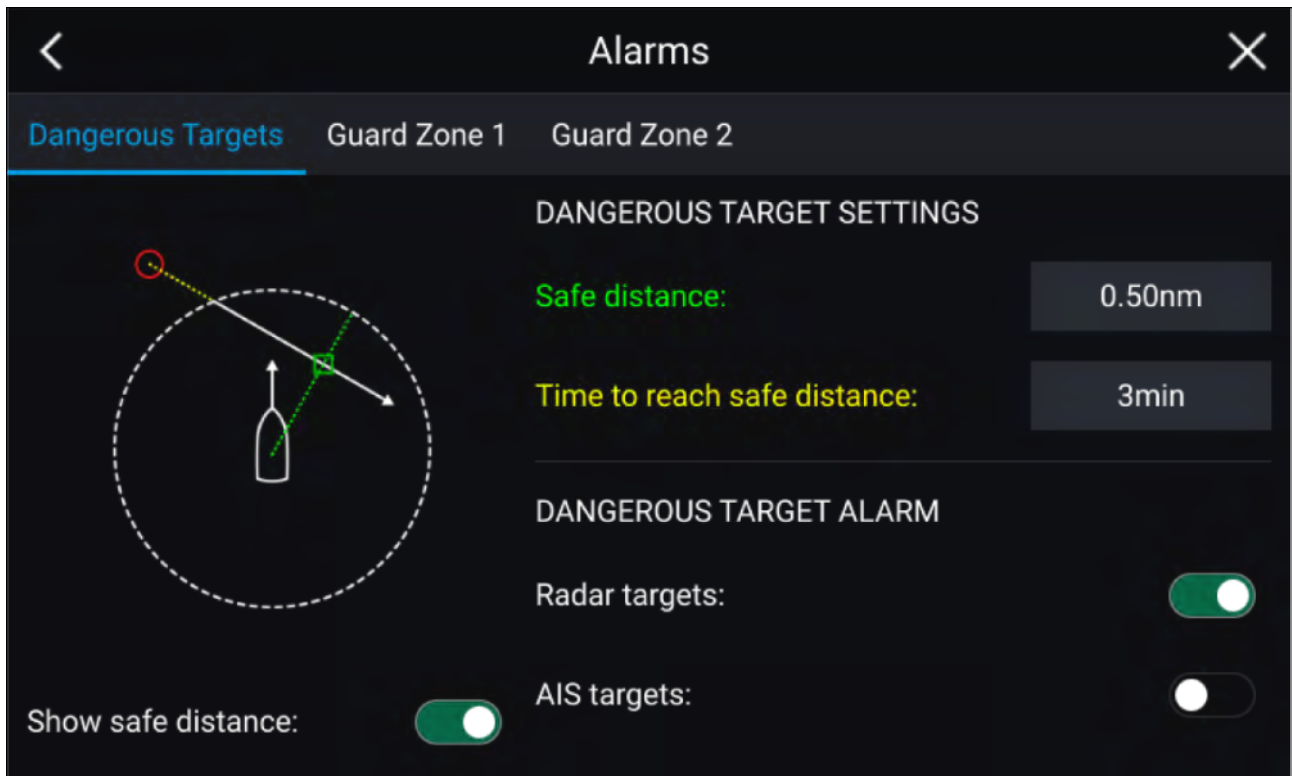 Alarms
Dangerous Targets Guard Zone 1 Guard Zone 2
DANGEROUS TARGET SETTINGS
Safe distance: 0.50nm
Time to reach safe distance: 3min
DANGEROUS TARGET ALARM
Radar targets:
AIS targets:
Show safe distance: